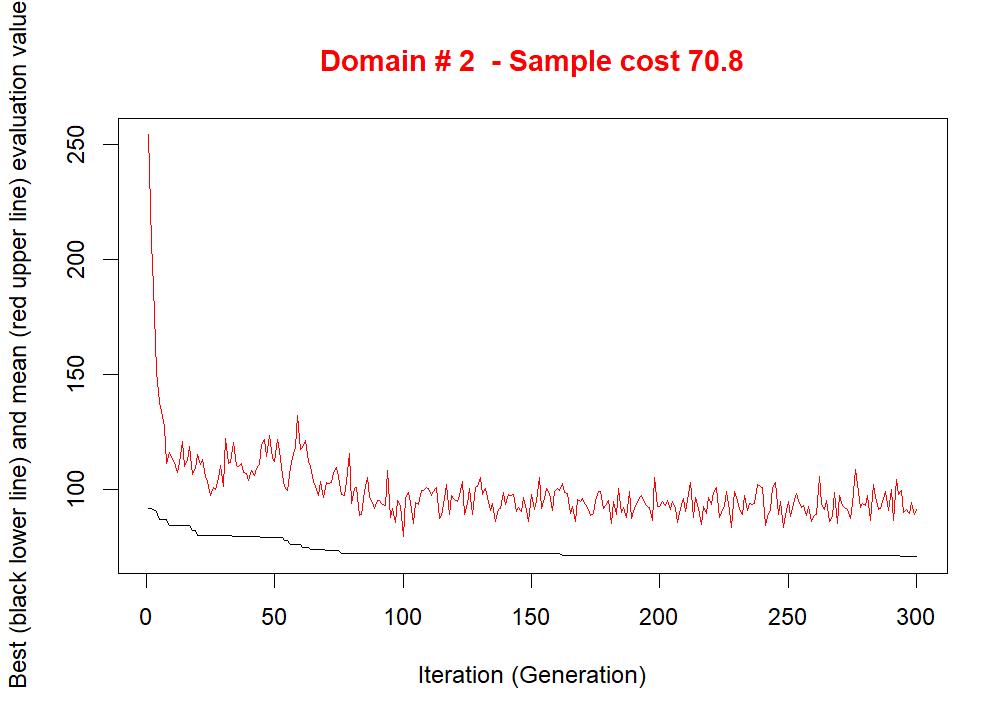 Domain # 2  - Sample cost 70.8
Best (black lower line) and mean (red upper line) evaluation value
250
200
150
100
0 50 100 150 200 250 300
Iteration (Generation)